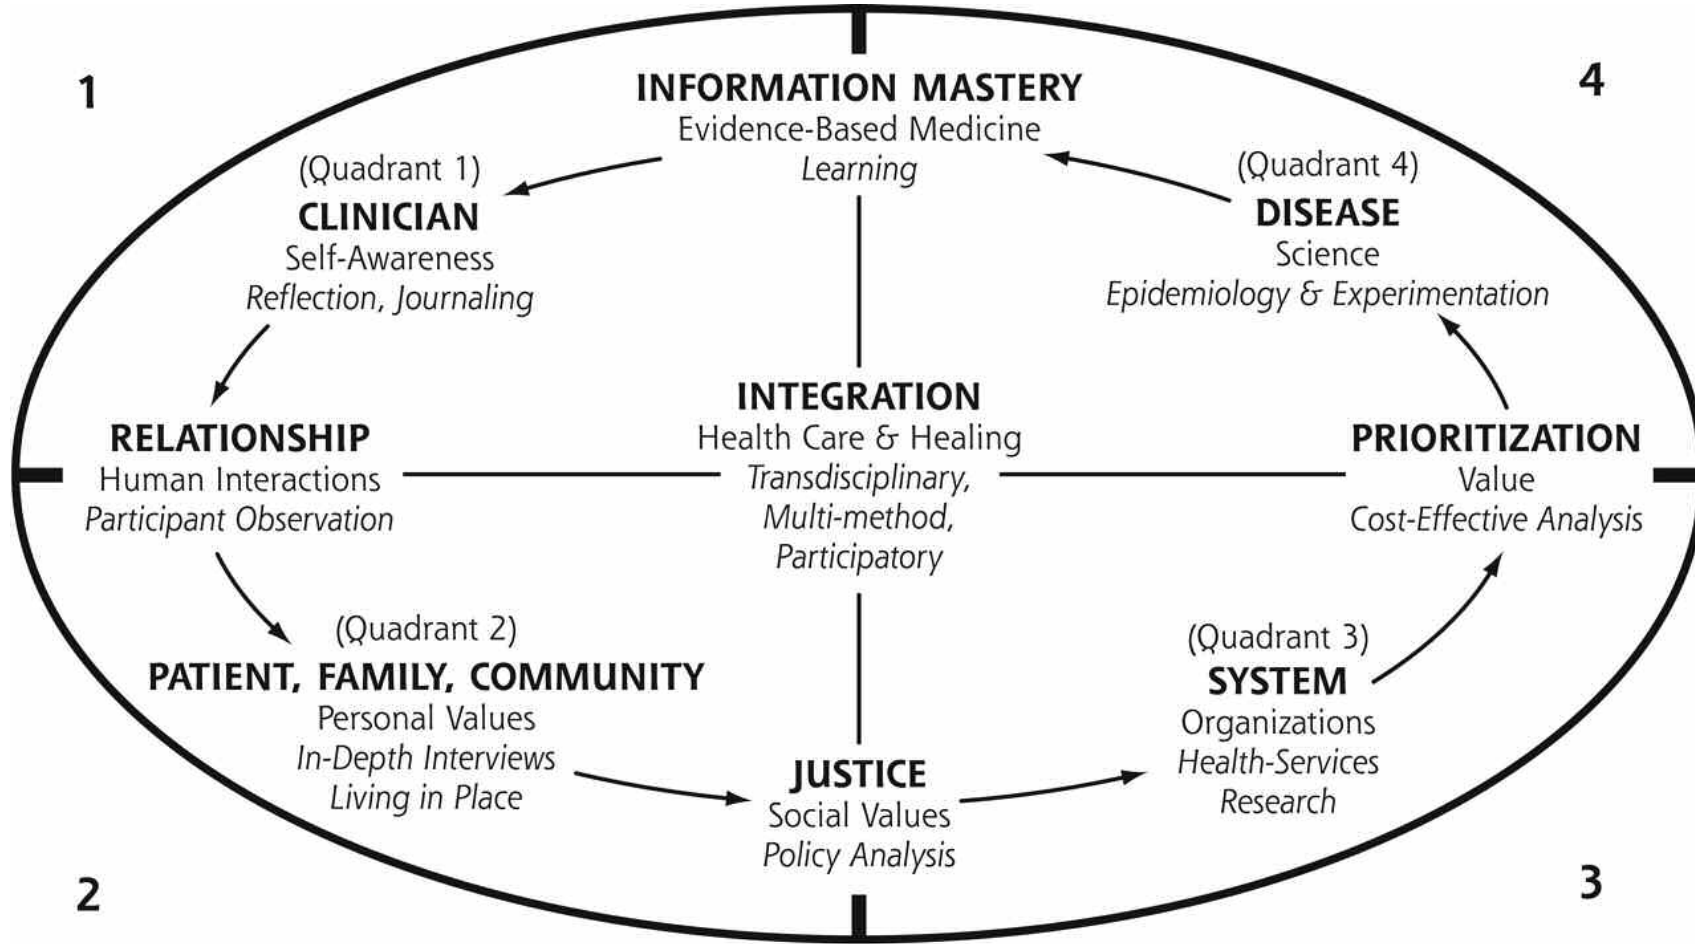 1
4
INFORMATION MASTERY
Evidence-Based Medicine
Learning
(Quadrant 1)
CLINICIAN
Self-Awareness
Reflection, Journaling
(Quadrant 4)
DISEASE
Science
Epidemiology & Experimentation
RELATIONSHIP
Human Interactions
Participant Observation
INTEGRATION
Health Care & Healing
Transdisciplinary,
Multi-method,
Participatory
PRIORITIZATION
Value
Cost-Effective Analysis
(Quadrant 2)
PATIENT, FAMILY, COMMUNITY
Personal Values
In-Depth Interviews
Living in Place
JUSTICE
Social Values
Policy Analysis
(Quadrant 3)
SYSTEM
Organizations
Health-Services
Research
2
3